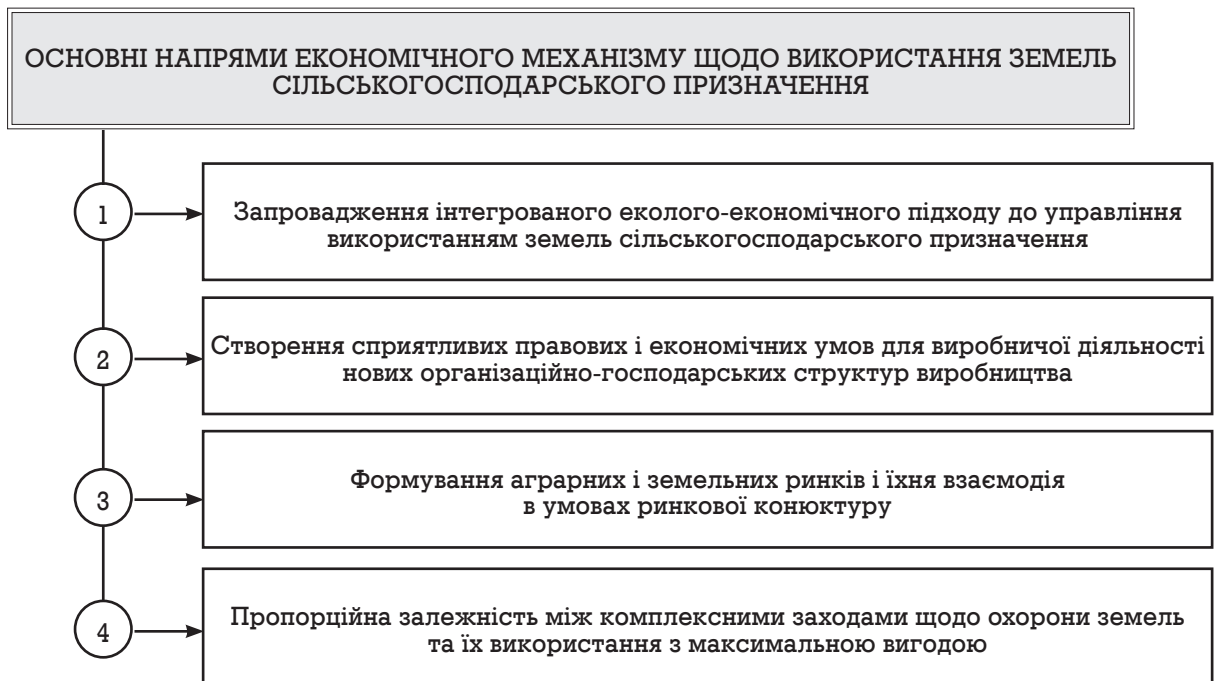 ОСНОВНІ НАПРЯМИ ЕКОНОМІЧНОГО МЕХАНІЗМУ ЩОДО ВИКОРИСТАННЯ ЗЕМЕЛЬ
СІЛЬСЬКОГОСПОДАРСЬКОГО ПРИЗНАЧЕННЯ
1
Запровадження інтегрованого еколого-економічного підходу до управління
використанням земель сільськогосподарського призначення
2
Створення сприятливих правових і економічних умов для виробничої діяльності
нових організаційно-господарських структур виробництва
3
Формування аграрних і земельних ринків і їхня взаємодія
в умовах ринкової конюктуру
4
Пропорційна залежність між комплексними заходами щодо охорони земель
та їх використання з максимальною вигодою